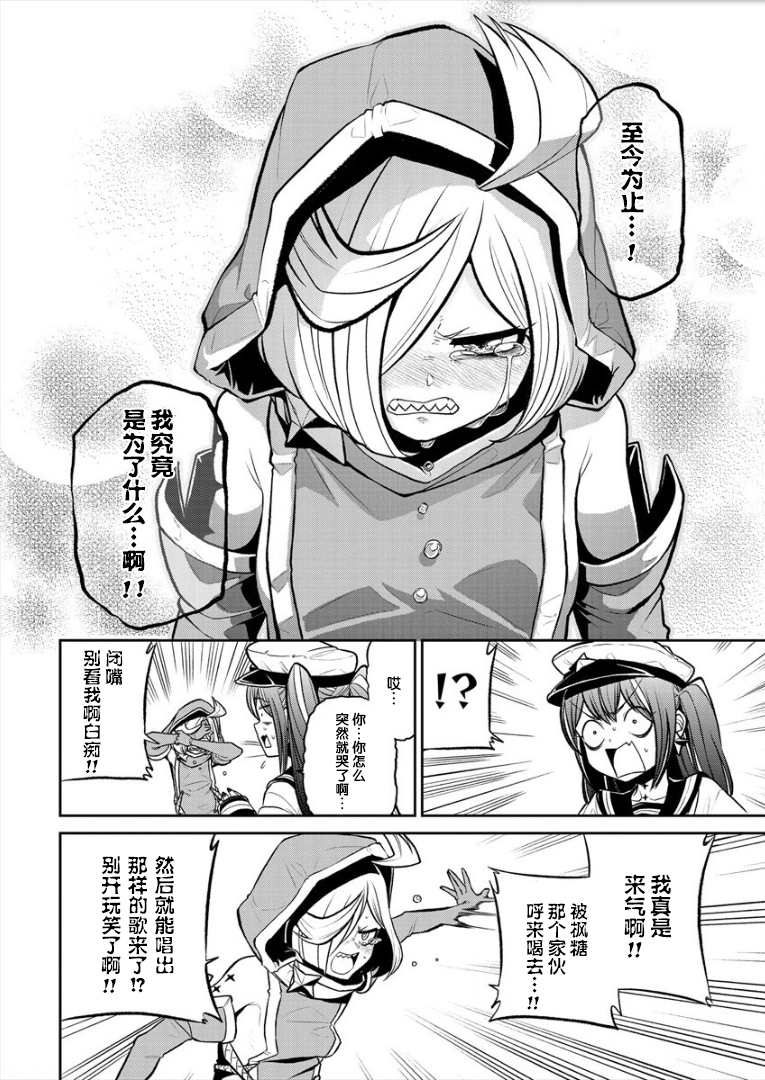 至今为止…！
我究竟
是为了什么…啊!!
!?
哎…
你…你怎么
突然就哭了啊…
闭嘴
别看我啊白痴!!
我真是
来气啊!!
被枫糖
那个家伙
呼来喝去…!!
然后就能唱出
那样的歌来了!?
别开玩笑了啊!!